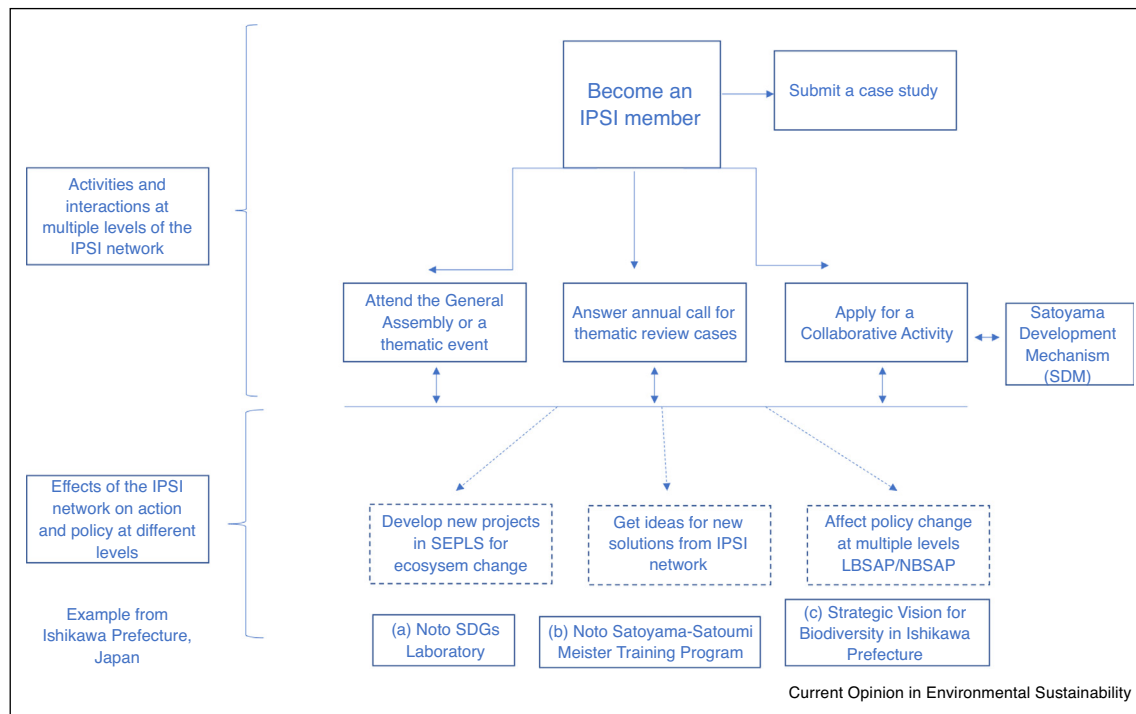 Become an
IPSI member
Submit a case study
Activities and
interactions at
multiple levels of the
IPSI network
Attend the General
Assembly or a
thematic event
Answer annual call for
thematic review cases
Apply for a
Collaborative Activity
Satoyama
Development
Mechanism
(SDM)
Effects of the IPSI
network on action
and policy at different
levels
Develop new projects
in SEPLS for
ecosysem change
Get ideas for new
solutions from IPSI
network
Affect policy change
at multiple levels
LBSAP/NBSAP
Example from
Ishikawa Prefecture,
Japan
(a) Noto SDGs
Laboratory
(b) Noto Satoyama-Satoumi
Meister Training Program
(c) Strategic Vision for
Biodiversity in Ishikawa
Prefecture
Current Opinion in Environmental Sustainability